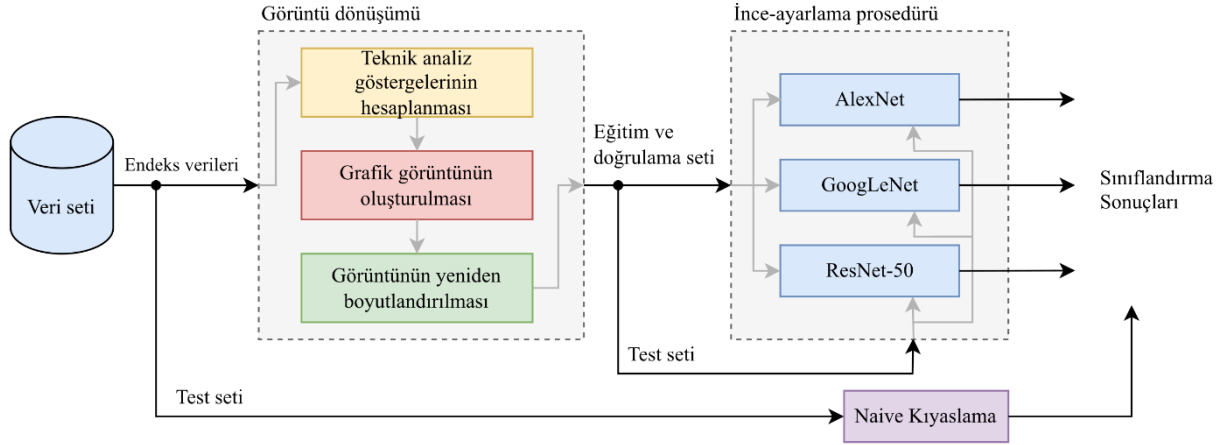 Görüntü dönüşümü
İnce-ayarlama prosedürü
Teknik analiz
göstergelerinin
hesaplanması
AlexNet
Endeks verileri
Eğitim ve
doğrulama seti
Veri seti
Grafik görüntünün
oluşturulması
GoogLeNet
Sınıflandırma
Sonuçları
Görüntünün yeniden
boyutlandırılması
ResNet-50
Test seti
Test seti
Naive Kıyaslama